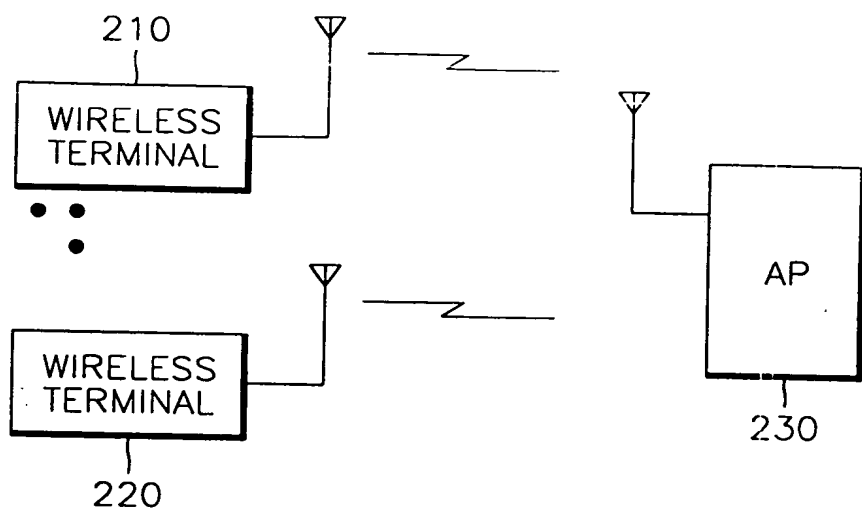 210
WIRELESS
TERMINAL
AP
230
WIRELESS
TERMINAL
220